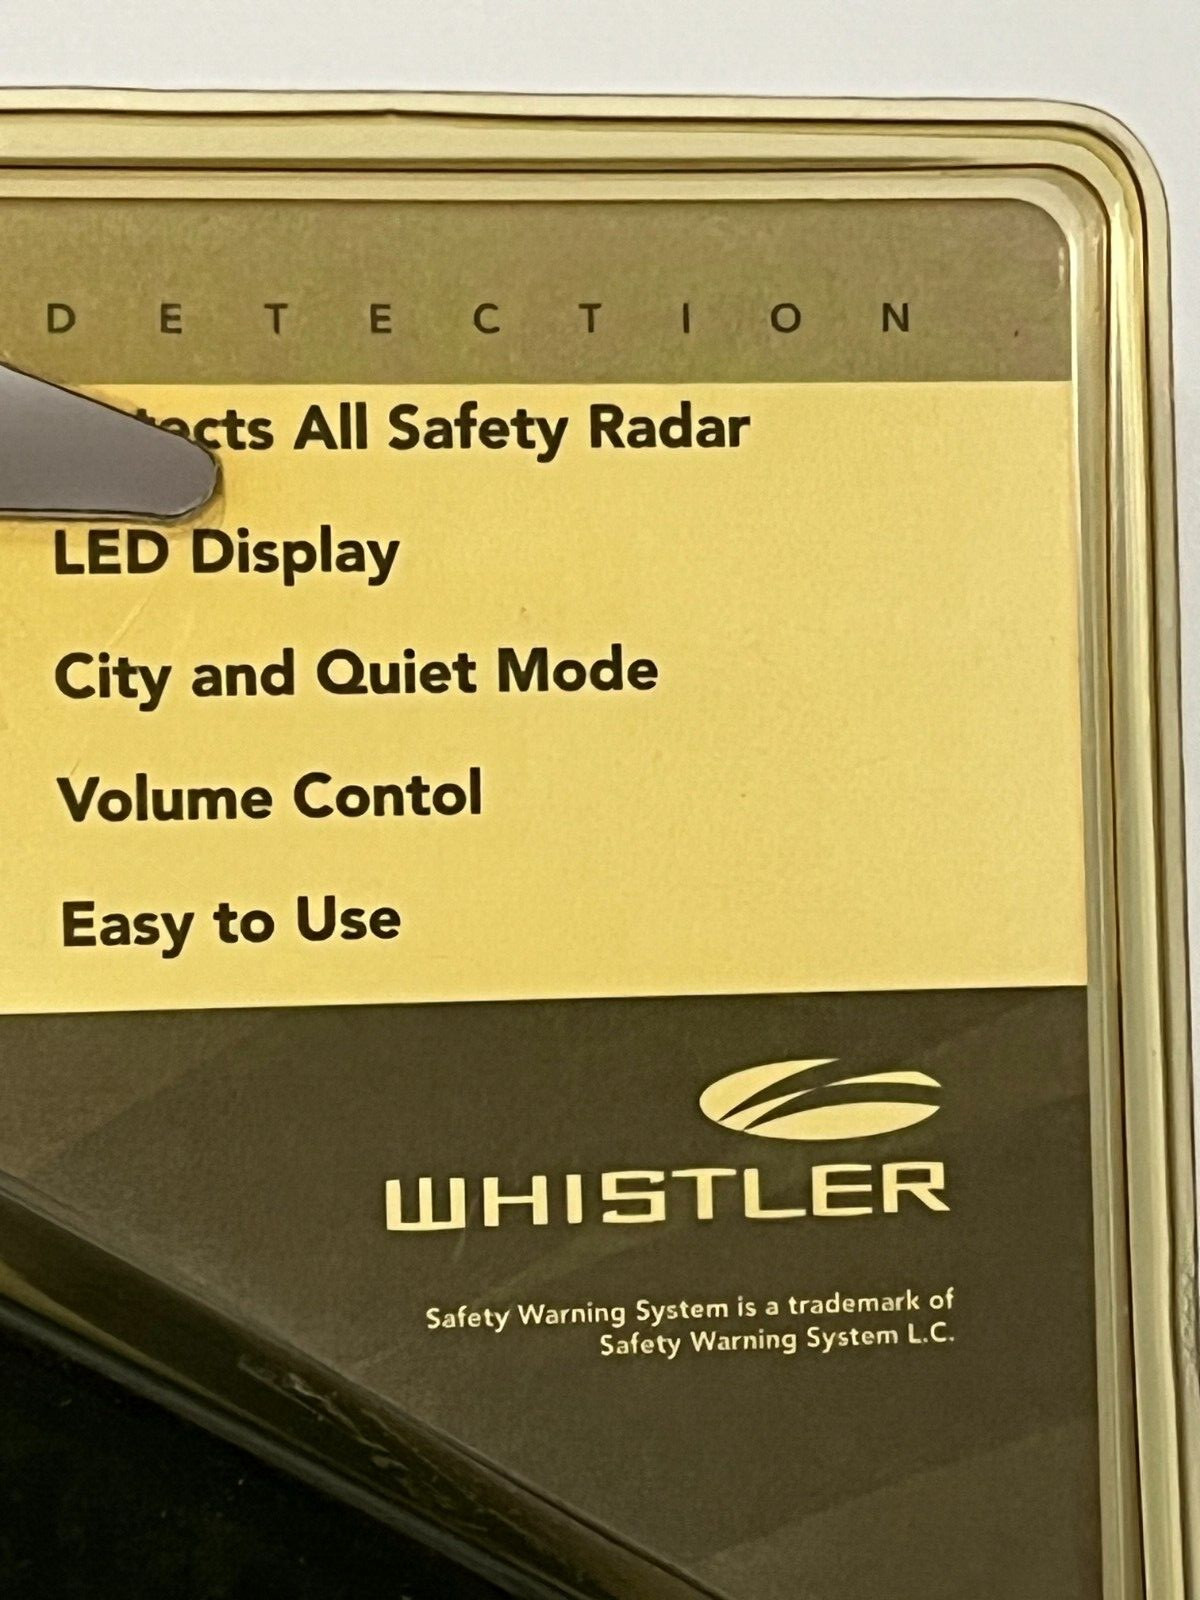 DETECTION
All Safety Radar
LED Display
City and Quiet Mode
Volume Contol
Easy to Use
WHISTLER
Safety Warning System is a trademark of
Safety Warning System L.C.